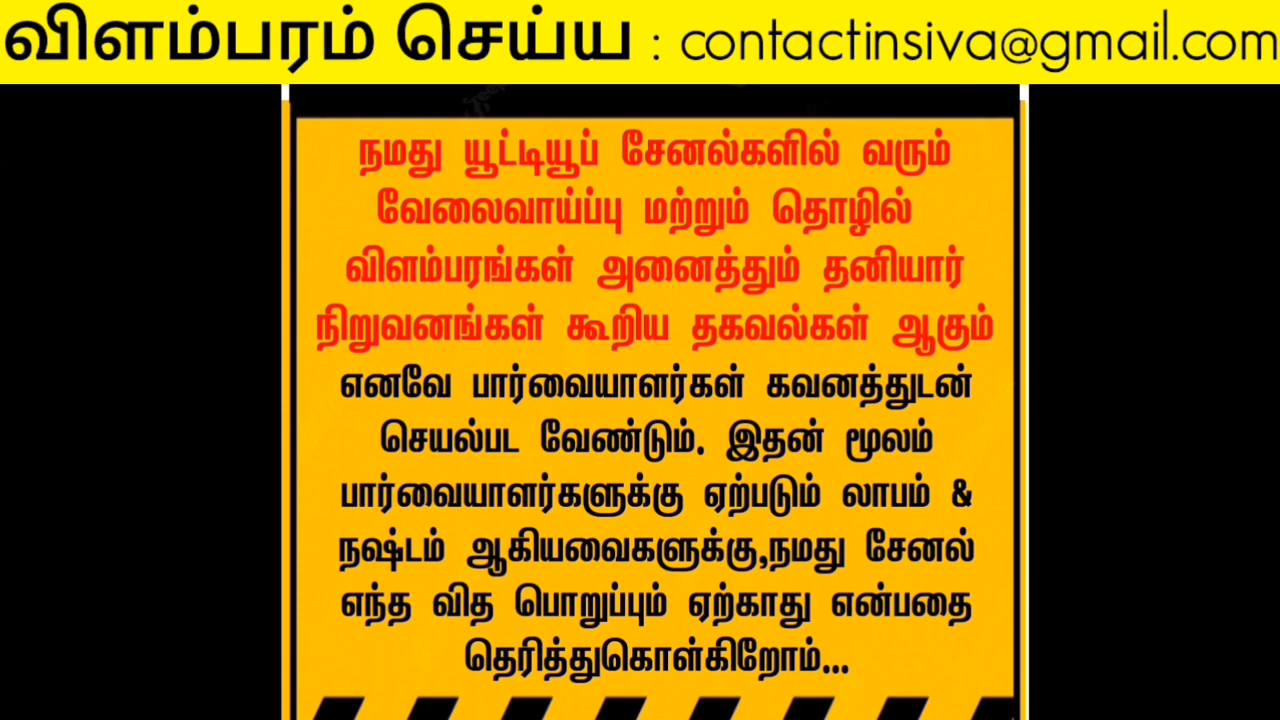 விளம்பரம் செய்ய : contactinsiva@gmail.com
நமது யூட்டியூப் சேனல்களில் வரும்
வேலைவாய்ப்பு மற்றும் தொழில்
விளம்பரங்கள் அனைத்தும் தனியார்
நிறுவனங்கள் கூறிய தகவல்கள் ஆகும்
எனவே பார்வையாளர்கள் கவனத்துடன்
செயல்பட வேண்டும். இதன் மூலம்
பார்வையாளர்களுக்கு ஏற்படும் லாபம் &
நஷ்டம் ஆகியவைகளுக்கு,நமது சேனல்
எந்த வித பொறுப்பும் ஏற்காது என்பதை
தெரித்துகொள்கிறோம்...